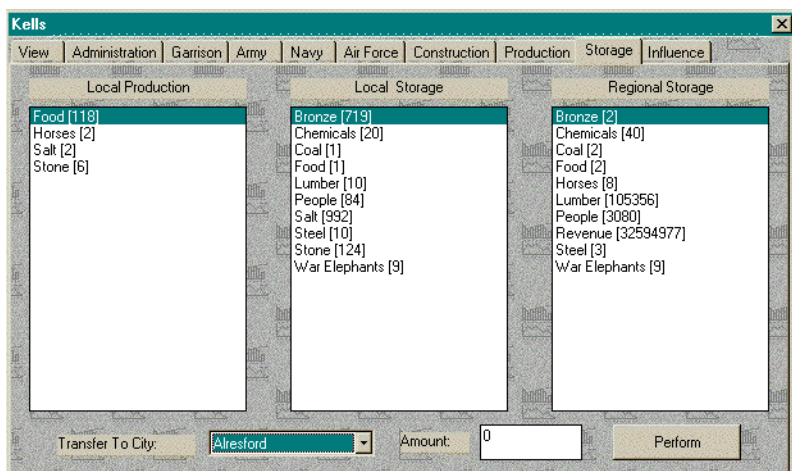 Kells
View Administration Garrison Army Navy Air Force Construction Production Storage Influence
Local Production
Food [118]
Horses [2]
Salt [2]
Stone [6]
Local Storage
Bronze [719]
Chemicals [20]
Coal [1]
Food [1]
Lumber [10]
People [84]
Salt [992]
Steel [10]
Stone [124]
War Elephants [9]
Regional Storage
Bronze [2]
Chemicals [40]
Coal [2]
Food [2]
Horses [8]
Lumber [105356]
People [3080]
Revenue [32594977]
Steel [3]
War Elephants [9]
Transfer To City: Alresford Amount: 0 Perform